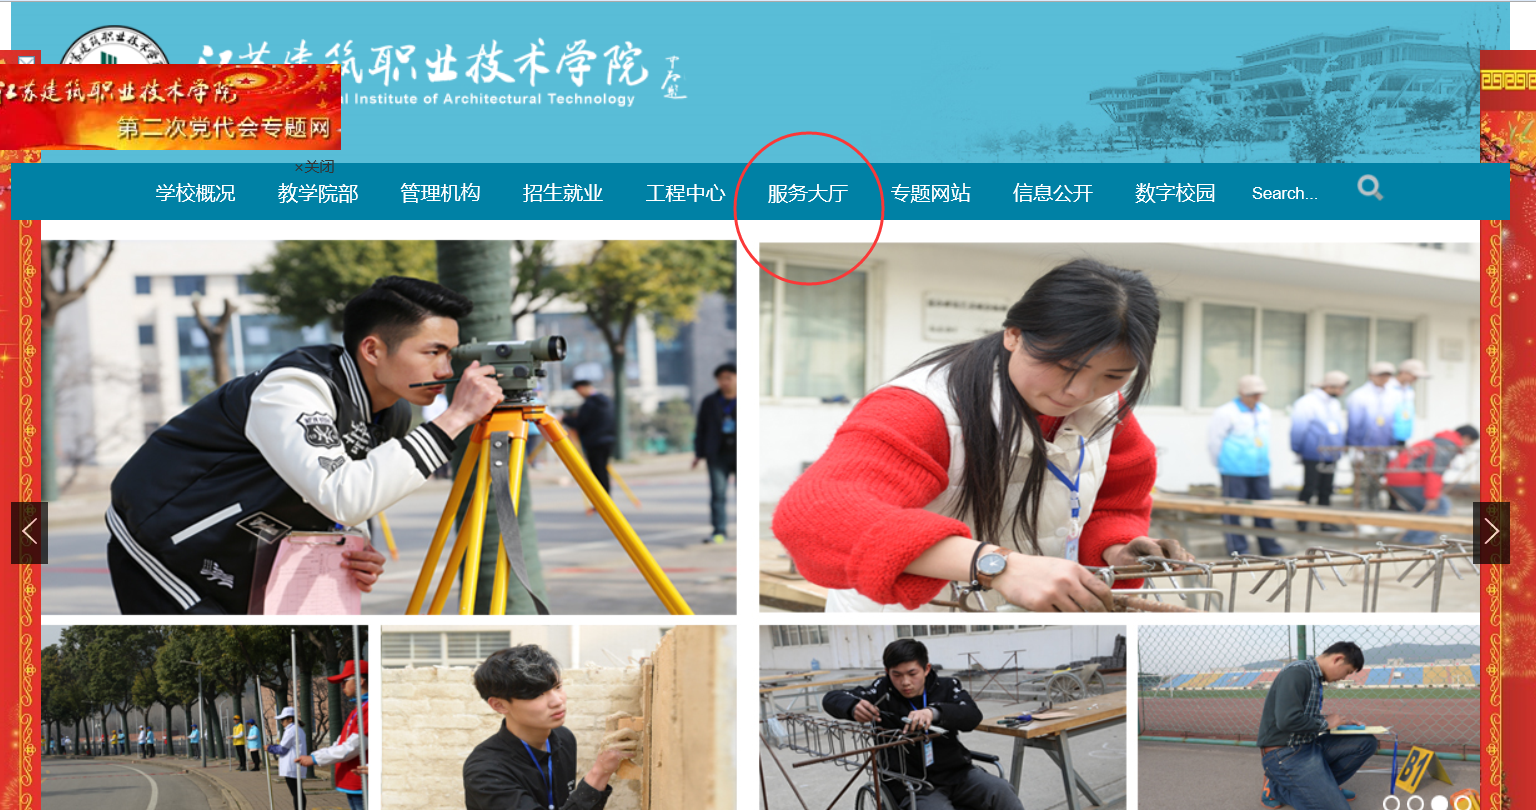 江苏建筑职业技术学院
al Institute of Architectural Technology
江苏建筑职业技术学院
第二次党代会专题网
×关闭
学校概况 教学院部 管理机构 招生就业 工程中心 服务大厅 专题网站 信息公开 数字校园 Search...
B1